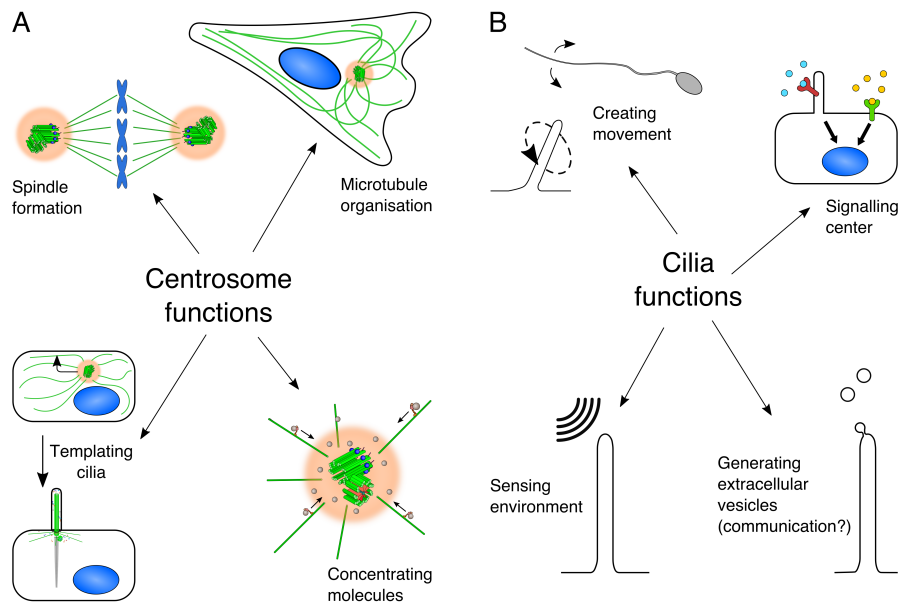 A
Spindle
formation
Microtubule
organisation
Centrosome
functions
Templating
cilia
Concentrating
molecules
B
Creating
movement
Signalling
center
Cilia
functions
Sensing
environment
Generating
extracellular
vesicles
(communication?)